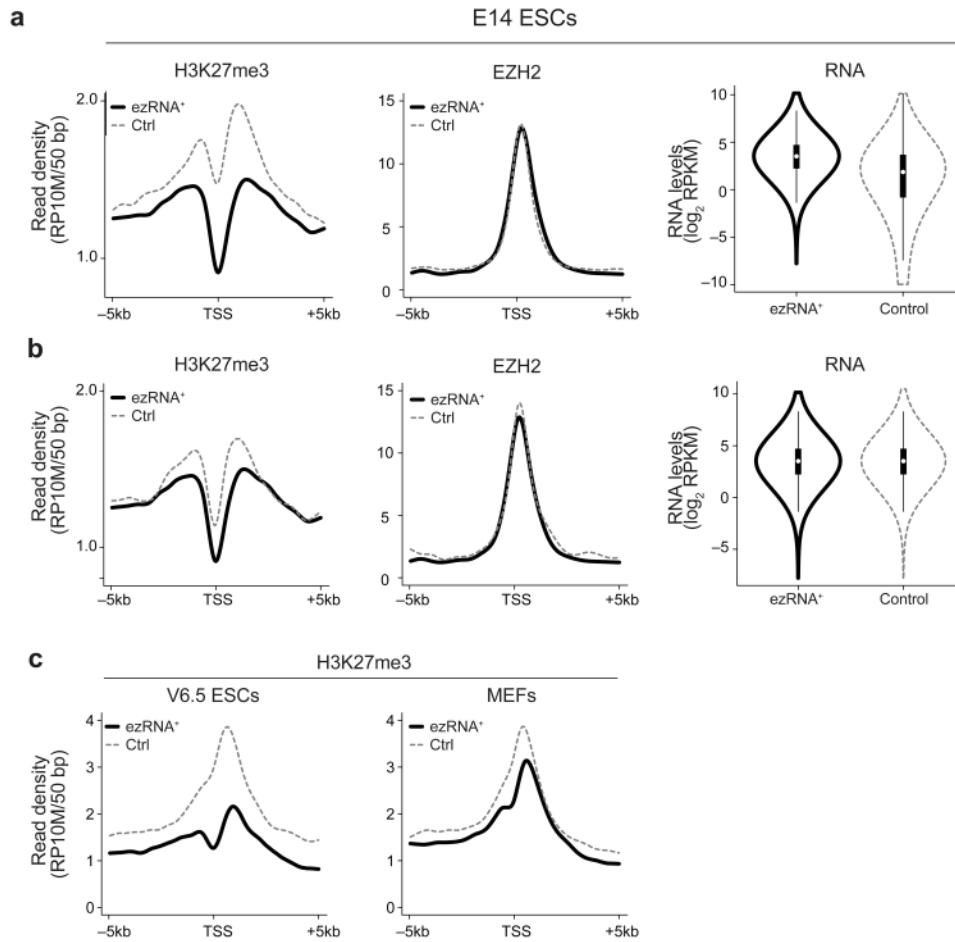 a
E14 ESCs
H3K27me3
EZH2
RNA
Read density
(RP10M/50 bp)
2.0
1.0
ezRNA⁺
Ctrl
–5kb
TSS
+5kb
15
10
5
0
ezRNA⁺
Ctrl
–5kb
TSS
+5kb
RNA levels
(log₂ RPKM)
10
5
0
–5
–10
ezRNA⁺
Control
b
H3K27me3
EZH2
RNA
Read density
(RP10M/50 bp)
2.0
1.0
ezRNA⁺
Ctrl
–5kb
TSS
+5kb
15
10
5
0
ezRNA⁺
Ctrl
–5kb
TSS
+5kb
RNA levels
(log₂ RPKM)
10
5
0
–5
ezRNA⁺
Control
c
H3K27me3
V6.5 ESCs
MEFs
Read density
(RP10M/50 bp)
4
3
2
1
0
ezRNA⁺
Ctrl
–5kb
TSS
+5kb
4
3
2
1
0
ezRNA⁺
Ctrl
–5kb
TSS
+5kb